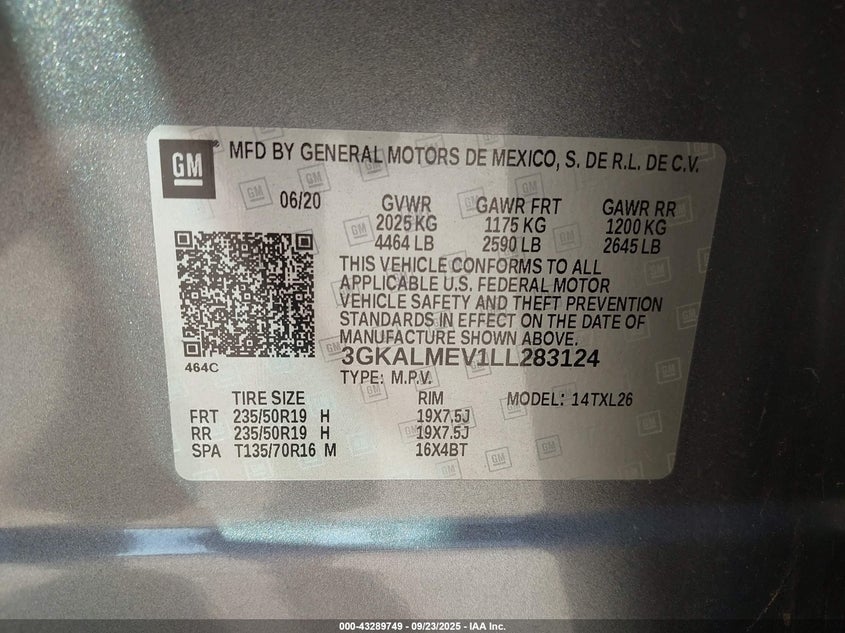 GM MFD BY GENERAL MOTORS DE MEXICO, S. DE R.L. DE C.V.
06/20 GVWR GAWR FRT GAWR RR
2025 KG 1175 KG 1200 KG
4464 LB 2590 LB 2645 LB
THIS VEHICLE CONFORMS TO ALL
APPLICABLE U.S. FEDERAL MOTOR
VEHICLE SAFETY AND THEFT PREVENTION
STANDARDS IN EFFECT ON THE DATE OF
MANUFACTURE SHOWN ABOVE.
464C 3GKALMEV1LL283124
TYPE: M.P.V.
TIRE SIZE RIM MODEL: 14TXL26
FRT 235/50R19 H 19X7.5J
RR 235/50R19 H 19X7.5J
SPA T135/70R16 M 16X4BT
000-43289749 - 09/23/2025 - IAA Inc.